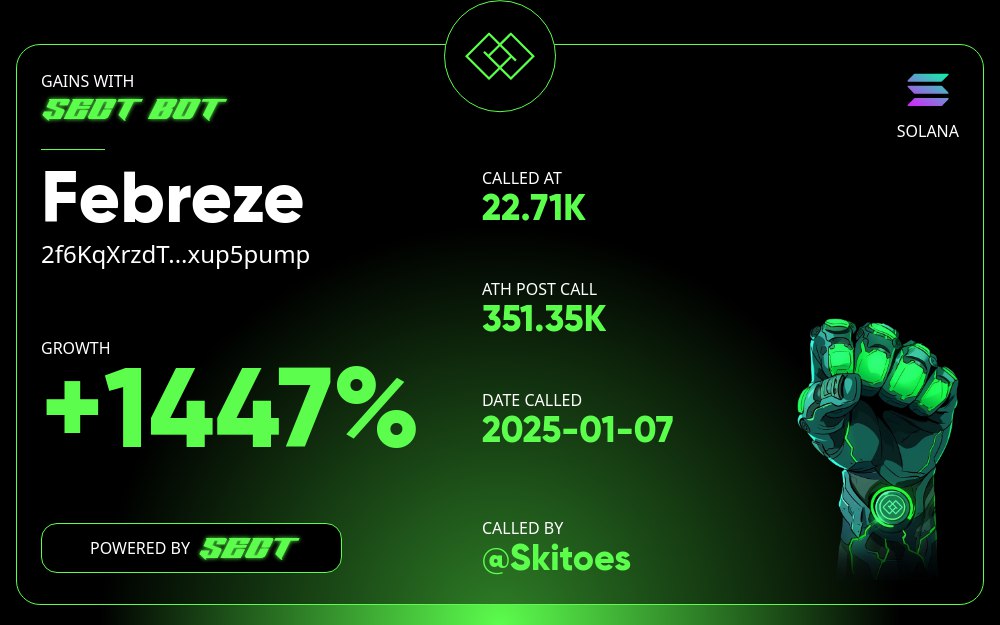 GAINS WITH
SECT BOT
SOLANA
Febreze
2f6KqXrzdT...xup5pump
GROWTH
+1447%
CALLED AT
22.71K
ATH POST CALL
351.35K
DATE CALLED
2025-01-07
CALLED BY
@Skitoes
POWERED BY SECT